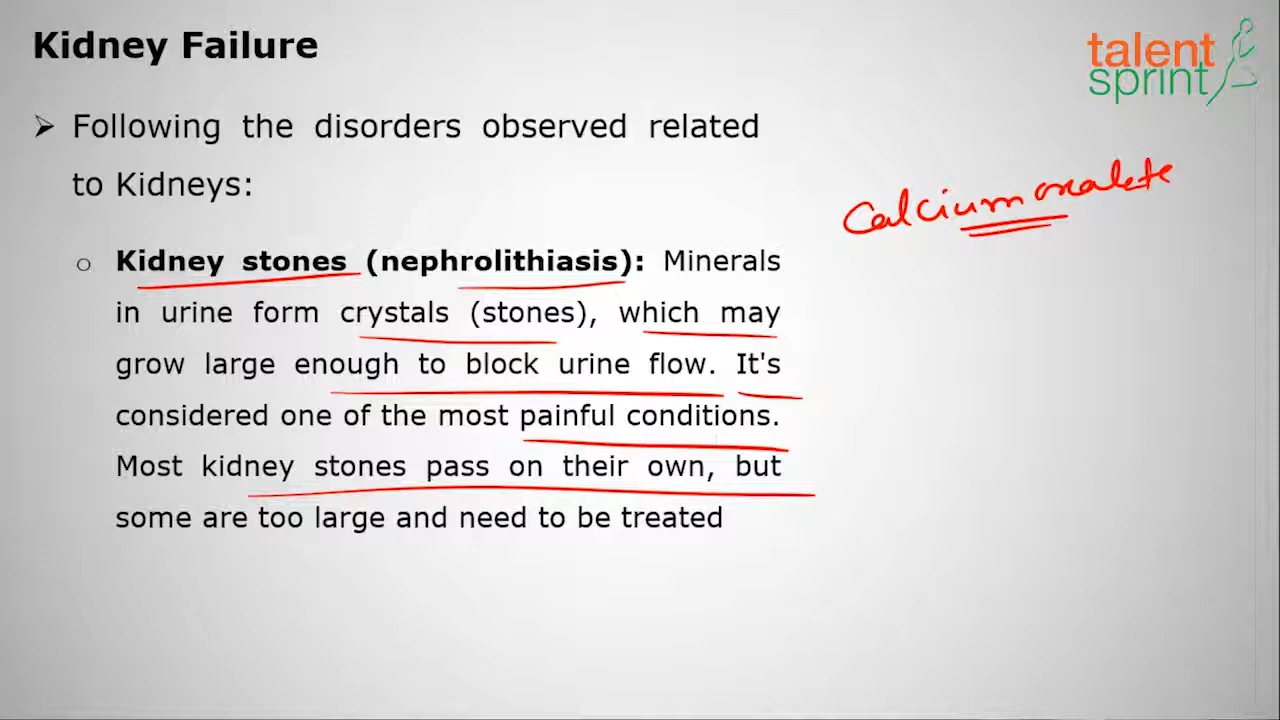 Kidney Failure
talent
sprint
➤ Following the disorders observed related
to Kidneys:
Calcium oxalate
o Kidney stones (nephrolithiasis): Minerals
in urine form crystals (stones), which may
grow large enough to block urine flow. It's
considered one of the most painful conditions.
Most kidney stones pass on their own, but
some are too large and need to be treated